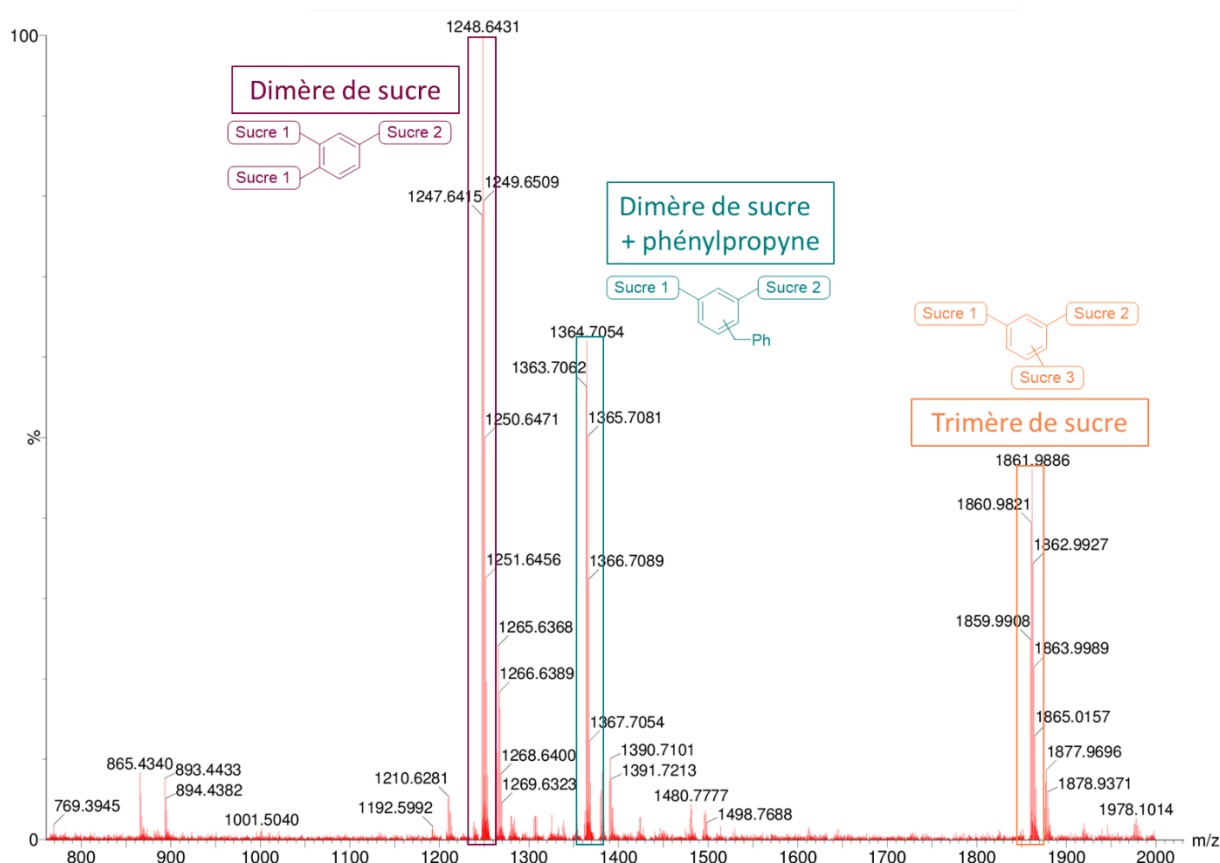 1248.6431
100
Dimère de sucre
Sucre 1
Sucre 2
Sucre 1
1249.6509
1247.6415
Dimère de sucre
+ phénylpropyne
Sucre 1
Sucre 2
Ph
1364.7054
1363.7062
1365.7081
1250.6471
%
1251.6456
1366.7089
1265.6368
1266.6389
1367.7054
1268.6400
1269.6323
1390.7101
1391.7213
865.4340
893.4433
894.4382
769.3945
1001.5040
1210.6281
1192.5992
1480.7777
1498.7688
Sucre 1
Sucre 2
Sucre 3
Trimère de sucre
1861.9886
1860.9821
1862.9927
1859.9908
1863.9989
1865.0157
1877.9696
1878.9371
1978.1014
0
800 900 1000 1100 1200 1300 1400 1500 1600 1700 1800 1900 2000 m/z